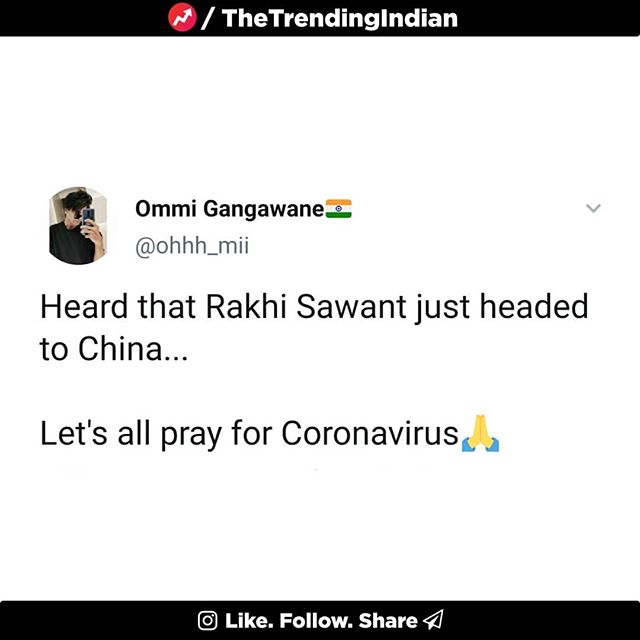 / TheTrendingIndian
Ommi Gangawane🇮🇳
@ohhh_mii
Heard that Rakhi Sawant just headed
to China...
Let's all pray for Coronavirus🙏
Like. Follow. Share